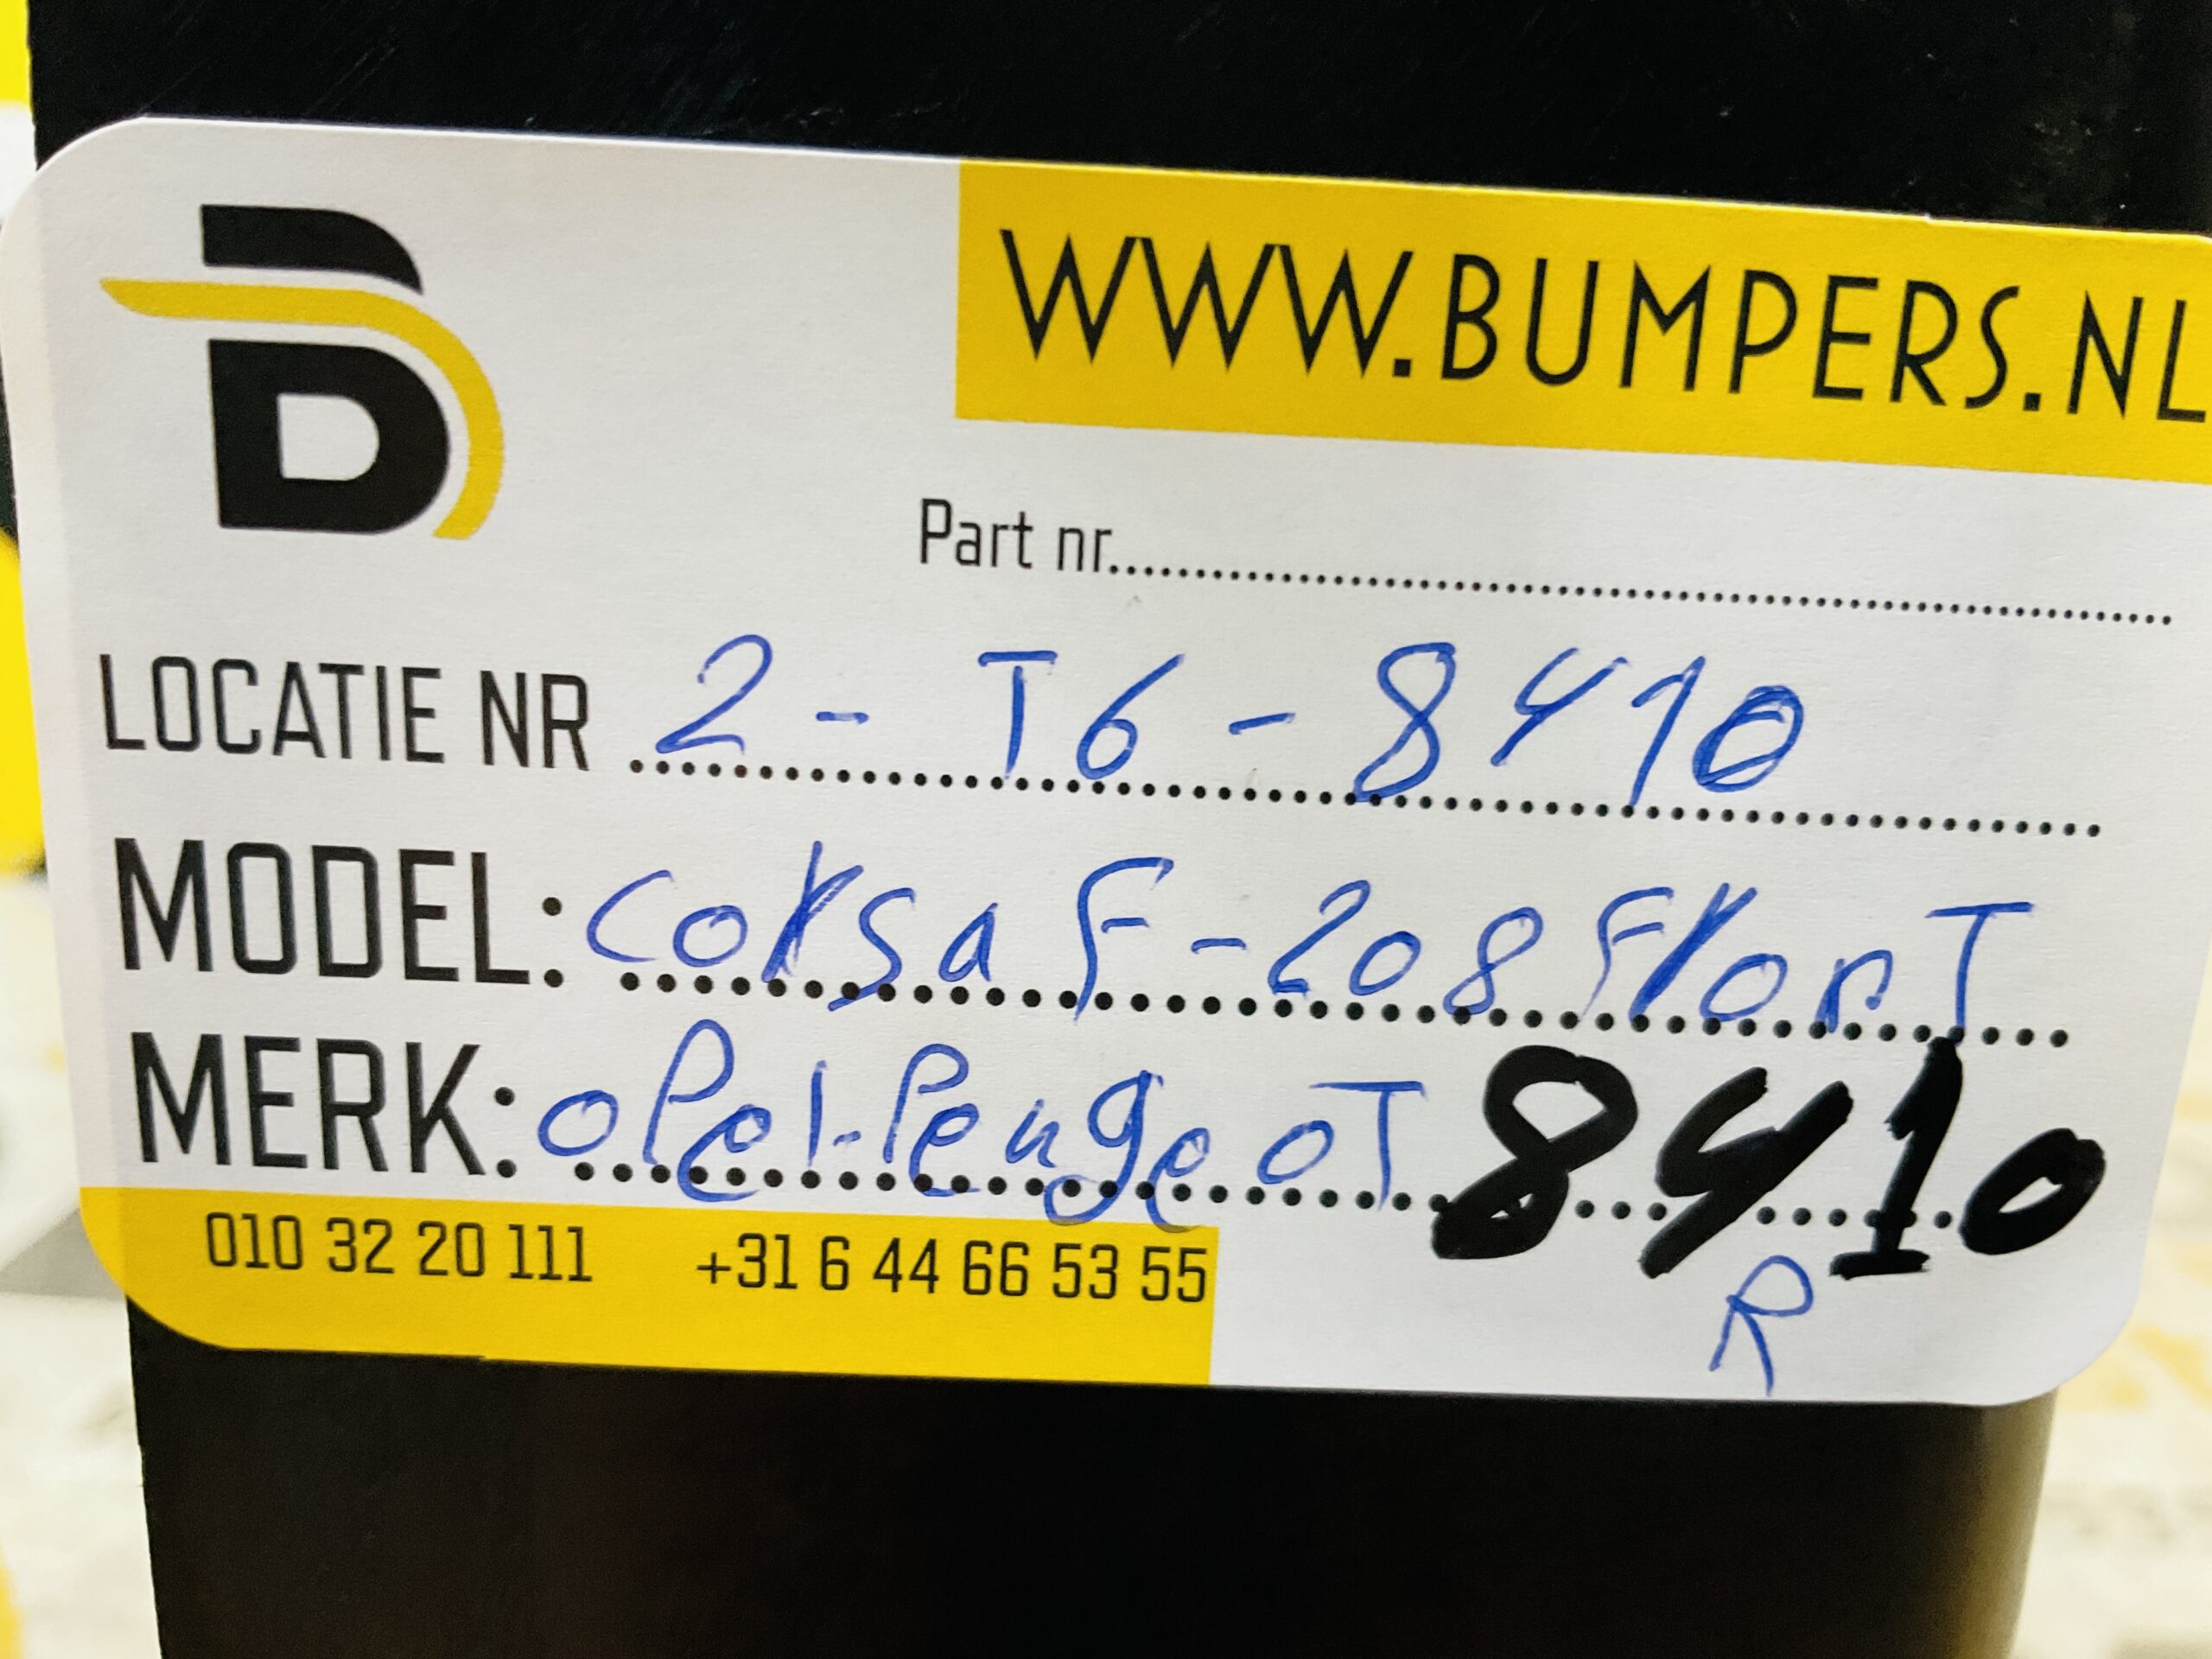 B
WWW.BUMPERS.NL
Part nr..........
LOCATIE NR 2 - T6 - 8410
MODEL: corsa F - 208 FronT
MERK: oPel-PeugeoT 8410
010 32 20 111 +31 6 44 66 53 55
R